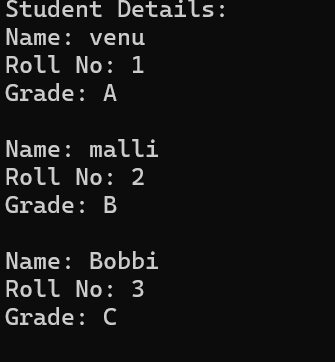 Student Details:
Name: venu
Roll No: 1
Grade: A
Name: malli
Roll No: 2
Grade: B
Name: Bobbi
Roll No: 3
Grade: C